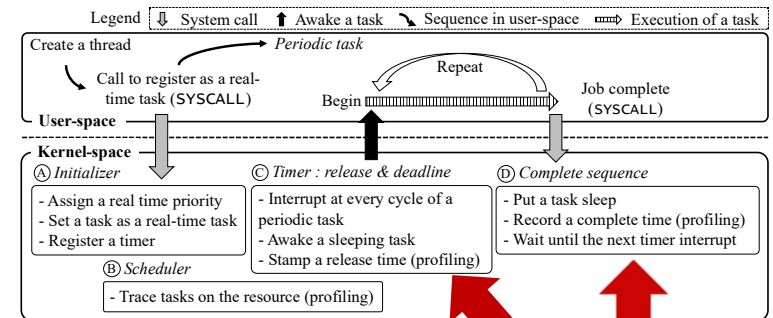 Legend System call Awake a task Sequence in user-space Execution of a task
Create a thread
Periodic task
Call to register as a real-
time task (SYSCALL)
Repeat
Begin
Job complete
(SYSCALL)
User-space
Kernel-space
Ⓐ Initializer
- Assign a real time priority
- Set a task as a real-time task
- Register a timer
Ⓑ Scheduler
- Trace tasks on the resource (profiling)
Ⓒ Timer : release & deadline
- Interrupt at every cycle of a
periodic task
- Awake a sleeping task
- Stamp a release time (profiling)
Ⓓ Complete sequence
- Put a task sleep
- Record a complete time (profiling)
- Wait until the next timer interrupt